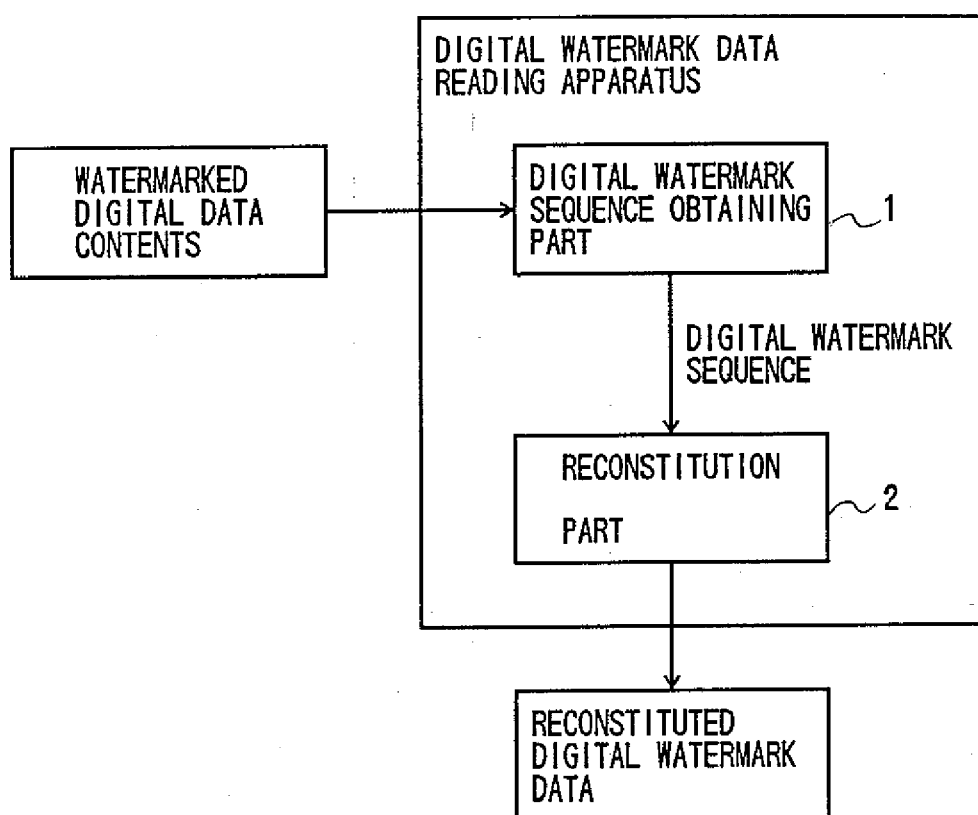 DIGITAL WATERMARK DATA
READING APPARATUS
WATERMARKED
DIGITAL DATA
CONTENTS
DIGITAL WATERMARK
SEQUENCE OBTAINING
PART
1
DIGITAL WATERMARK
SEQUENCE
RECONSTITUTION
PART
2
RECONSTITUTED
DIGITAL WATERMARK
DATA